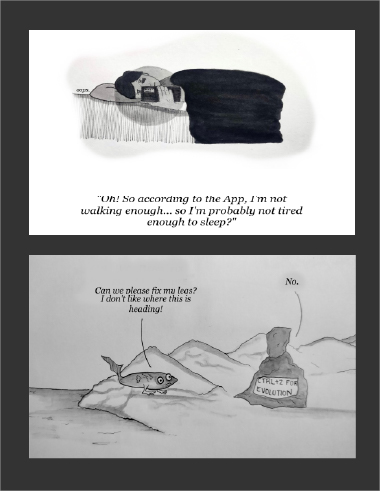 "Oh! So according to the App, I'm not
walking enough... so I'm probably not tired
enough to sleep?"
Can we please fix my legs?
I don't like where this is
heading!
No.
CTRL+Z FOR
EVOLUTION